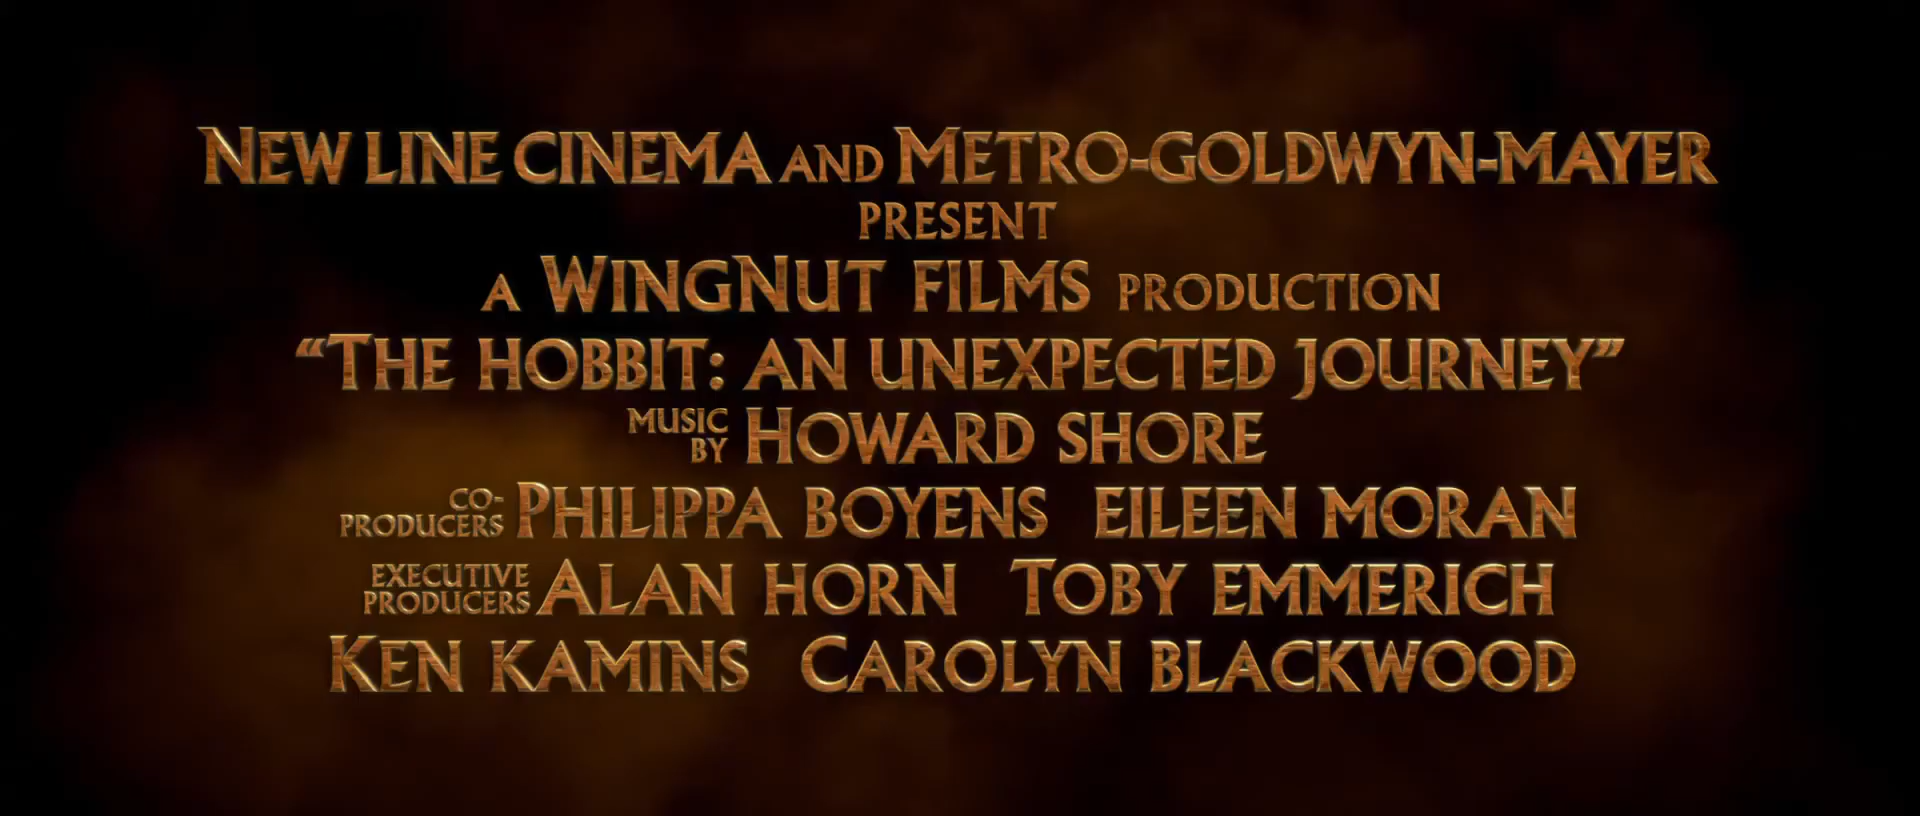 NEW LINE CINEMA AND METRO-GOLDWYN-MAYER
PRESENT
A WINGNUT FILMS PRODUCTION
“THE HOBBIT: AN UNEXPECTED JOURNEY”
MUSIC BY HOWARD SHORE
CO-PRODUCERS PHILIPPA BOYENS EILEEN MORAN
EXECUTIVE PRODUCERS ALAN HORN TOBY EMMERICH
KEN KAMINS CAROLYN BLACKWOOD